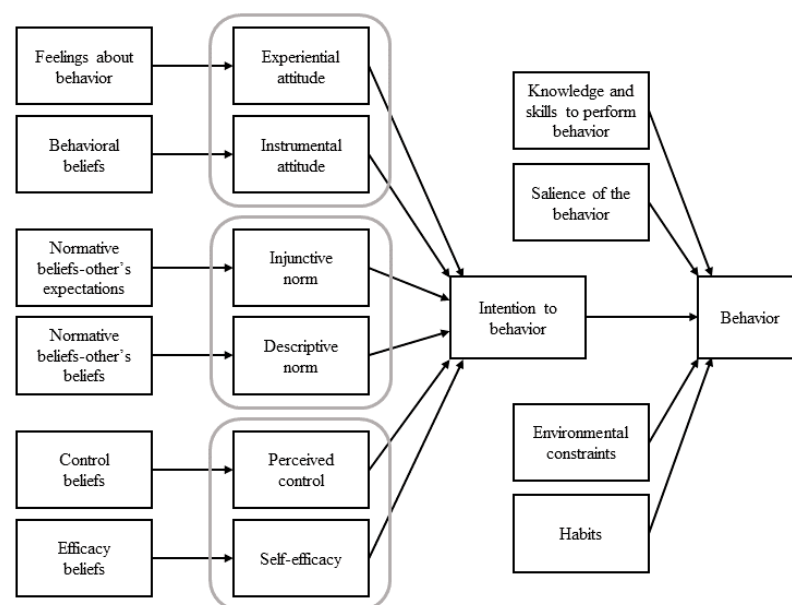 Feelings about
behavior
Experiential
attitude
Behavioral
beliefs
Instrumental
attitude
Normative
beliefs-other's
expectations
Injunctive
norm
Normative
beliefs-other's
beliefs
Descriptive
norm
Control
beliefs
Perceived
control
Efficacy
beliefs
Self-efficacy
Intention to
behavior
Knowledge and
skills to perform
behavior
Salience of the
behavior
Behavior
Environmental
constraints
Habits